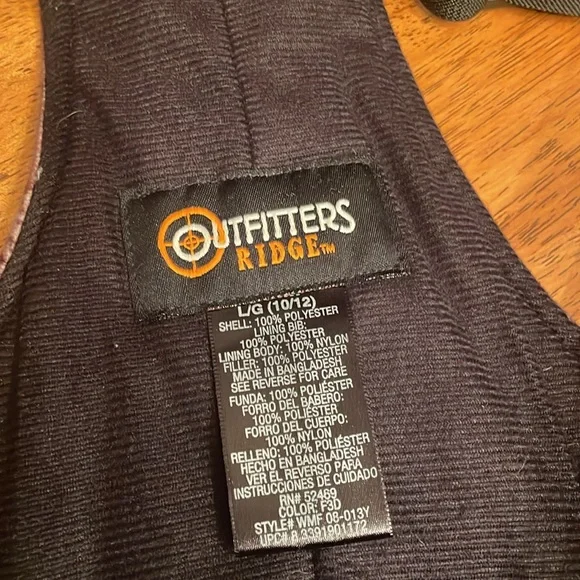 OUTFITTERS
RIDGE™
L/G (10/12)
SHELL: 100% POLYESTER
LINING BIB:
100% POLYESTER
LINING BODY: 100% NYLON
FILLER: 100% POLYESTER
MADE IN BANGLADESH
SEE REVERSE FOR CARE
FUNDA: 100% POLIÉSTER
FORRO DEL BABERO:
100% POLIÉSTER
FORRO DEL CUERPO:
100% NYLON
RELLENO: 100% POLIÉSTER
HECHO EN BANGLADESH
VER EL REVERSO PARA
INSTRUCCIONES DE CUIDADO
RN# 52469
COLOR: F3D
STYLE# WMF 08-013Y
UPC# 8 3391901172